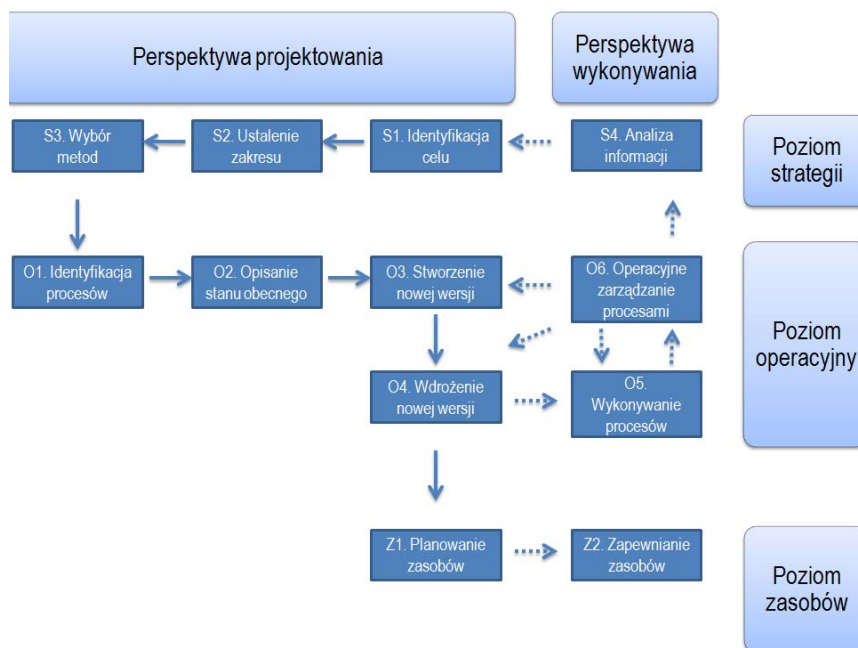 Perspektywa projektowania
Perspektywa
wykonywania
S3. Wybór
metod
S2. Ustalenie
zakresu
S1. Identyfikacja
celu
S4. Analiza
informacji
Poziom
strategii
O1. Identyfikacja
procesów
O2. Opisanie
stanu obecnego
O3. Stworzenie
nowej wersji
O6. Operacyjne
zarządzanie
procesami
Poziom
operacyjny
O4. Wdrożenie
nowej wersji
O5.
Wykonywanie
procesów
Z1. Planowanie
zasobów
Z2. Zapewnianie
zasobów
Poziom
zasobów